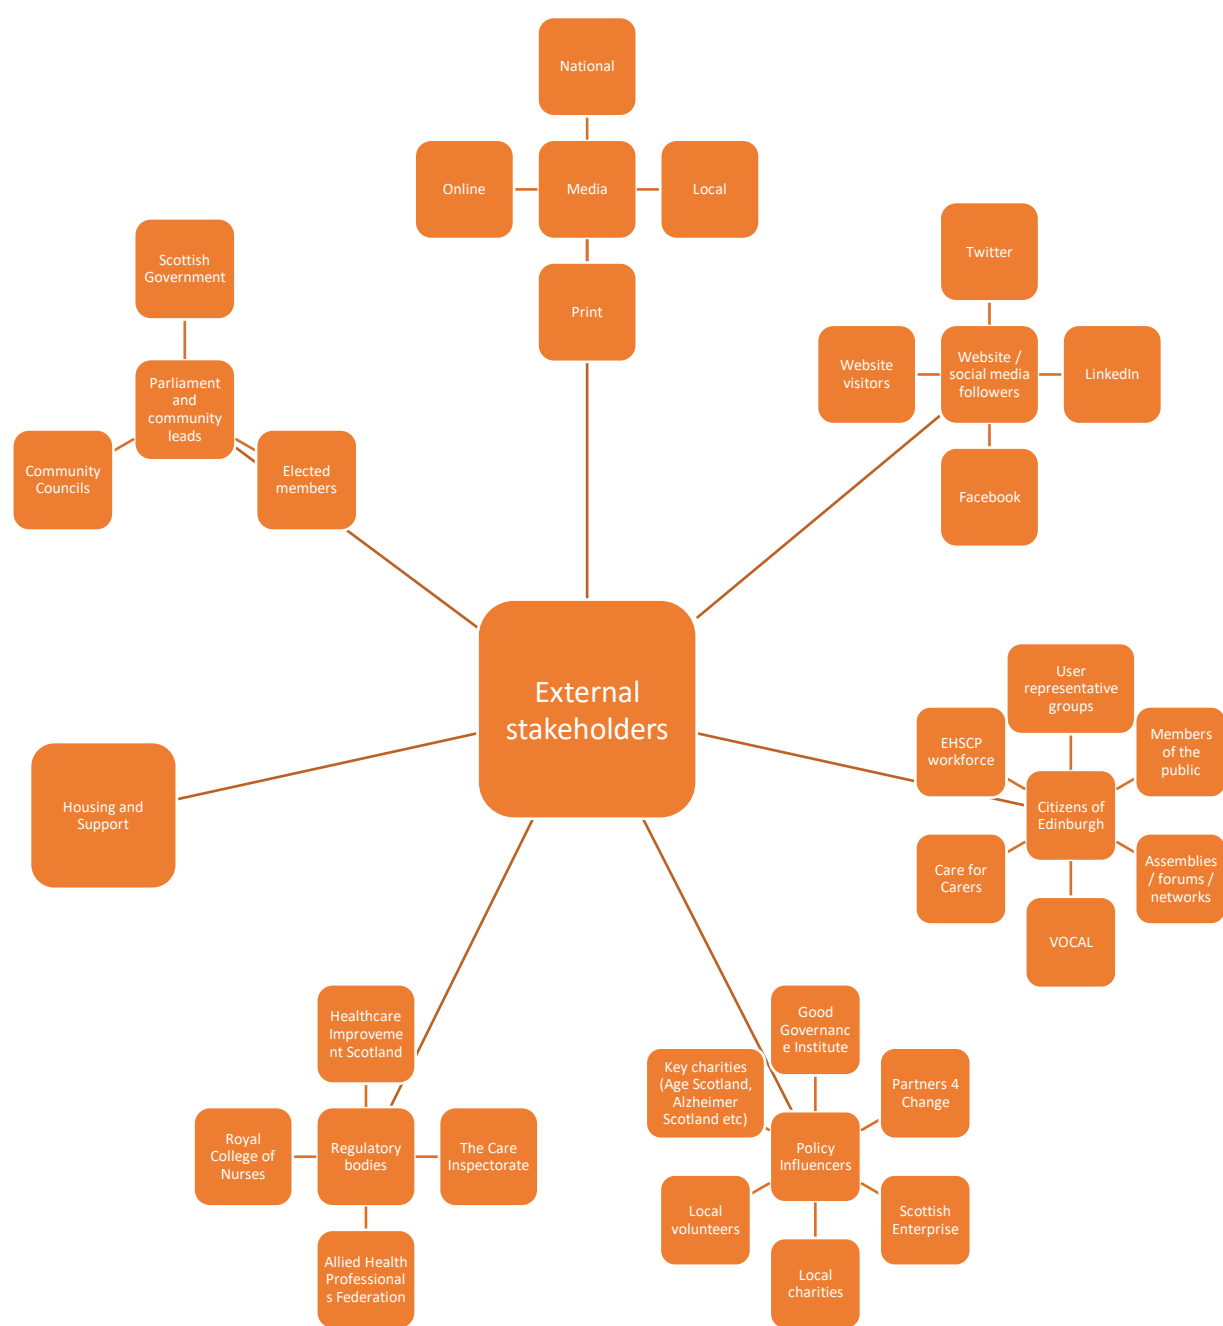 National
Online
Media
Local
Print
Scottish
Government
Parliament
and
community
leads
Community
Councils
Elected
members
Twitter
Website
visitors
Website /
social media
followers
LinkedIn
Facebook
External
stakeholders
User
representative
groups
EHSCP
workforce
Members
of the
public
Citizens of
Edinburgh
Care for
Carers
Assemblies
/ forums /
networks
VOCAL
Housing and
Support
Healthcare
Improveme
nt Scotland
Royal
College of
Nurses
Regulatory
bodies
The Care
Inspectorate
Allied Health
Professional
s Federation
Good
Governanc
e Institute
Key charities
(Age Scotland,
Alzheimer
Scotland etc)
Partners 4
Change
Policy
Influencers
Local
volunteers
Scottish
Enterprise
Local
charities